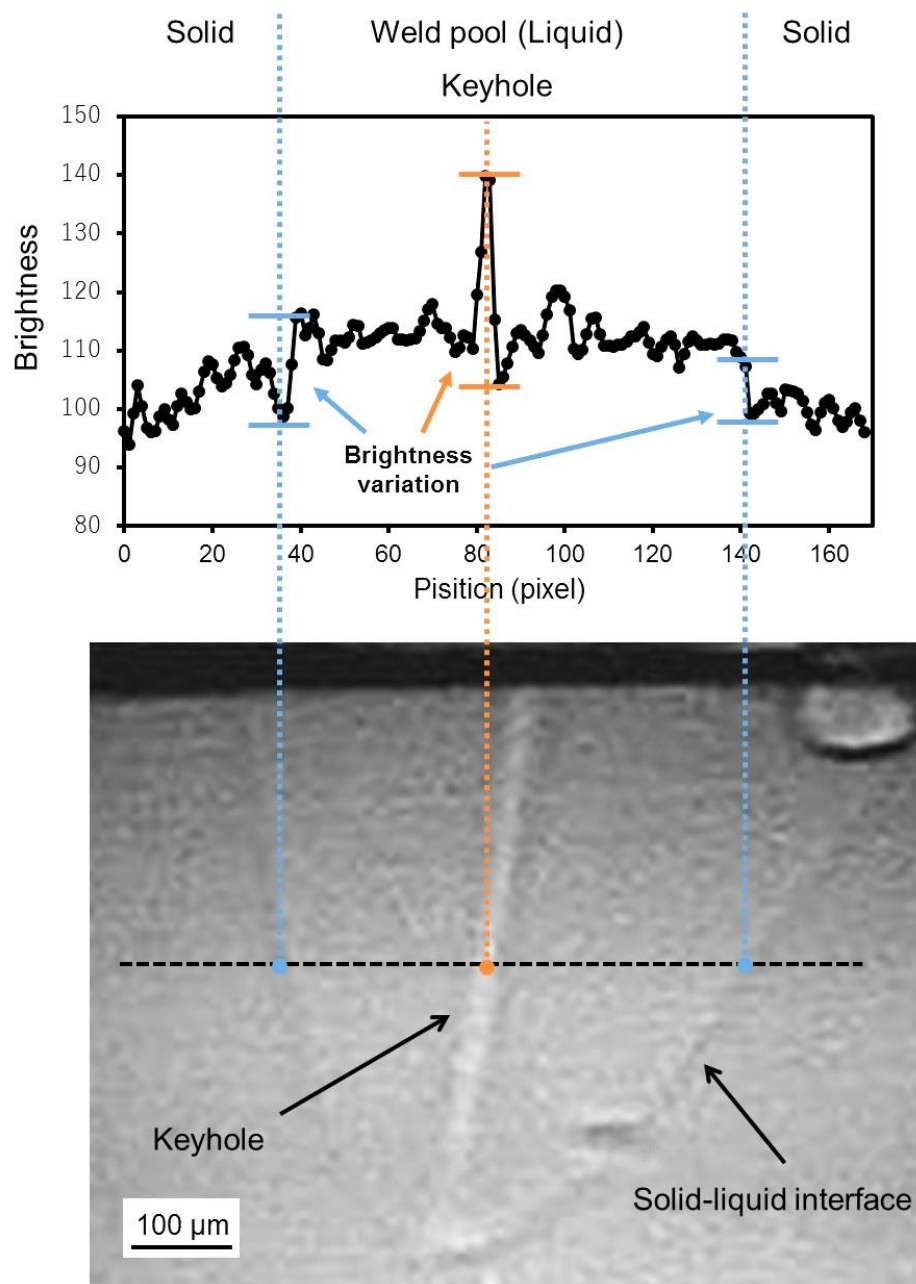 Solid Weld pool (Liquid) Solid
Keyhole
150
140
130
120
110
100
90
80
Brightness
Brightness
variation
0 20 40 60 80 100 120 140 160
Pisition (pixel)
Keyhole
Solid-liquid interface
100 μm